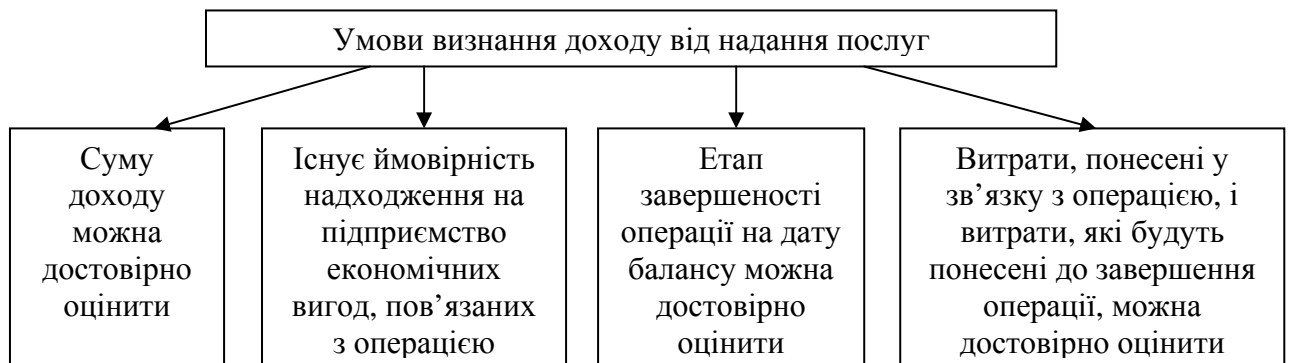 Умови визнання доходу від надання послуг
Суму
доходу
можна
достовірно
оцінити
Існує ймовірність
надходження на
підприємство
економічних
вигод, пов’язаних
з операцією
Етап
завершеності
операції на дату
балансу можна
достовірно
оцінити
Витрати, понесені у
зв’язку з операцією, і
витрати, які будуть
понесені до завершення
операції, можна
достовірно оцінити